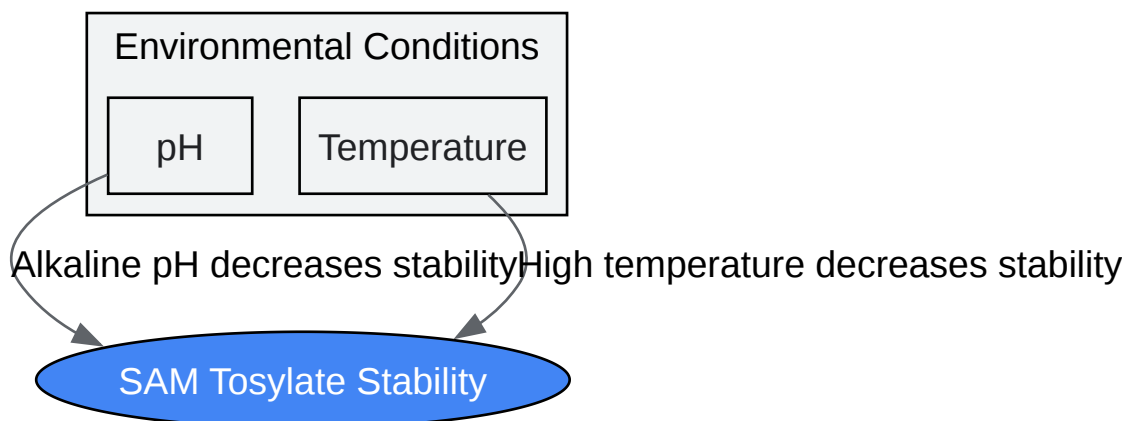 Environmental Conditions
pH
Temperature
Alkaline pH decreases stability
High temperature decreases stability
SAM Tosylate Stability